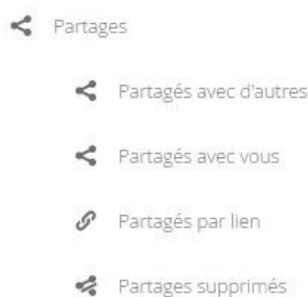 Partages
Partagés avec d'autres
Partagés avec vous
Partagés par lien
Partages supprimés